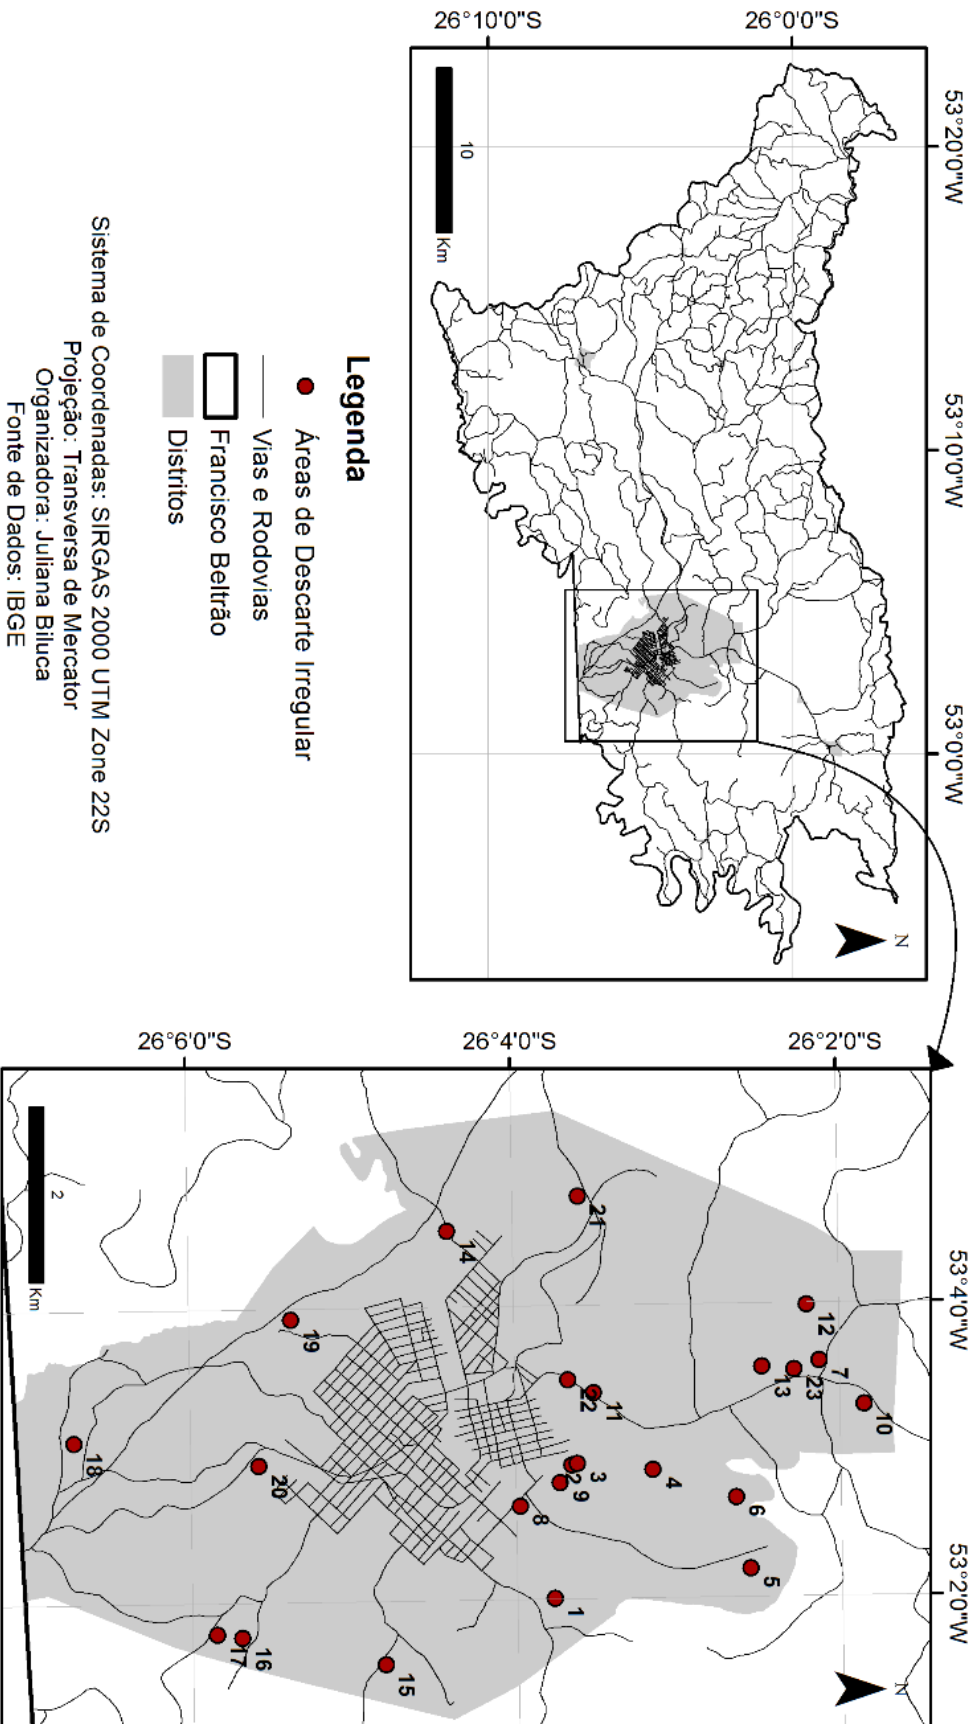 53°20'0"W
53°10'0"W
53°0'0"W
26°0'0"S
26°10'0"S
N
10
Km
Legenda
Áreas de Descarte Irregular
Vias e Rodovias
Francisco Beltrão
Distritos
Sistema de Coordenadas: SIRGAS 2000 UTM Zone 22S
Projeção: Transversa de Mercator
Organizadora: Juliana Biluca
Fonte de Dados: IBGE
53°4'0"W
53°2'0"W
26°2'0"S
26°4'0"S
26°6'0"S
N
12
7
10
23
13
11
22
21
14
19
3
2
9
4
6
8
5
1
20
18
16
17
15
2
Km